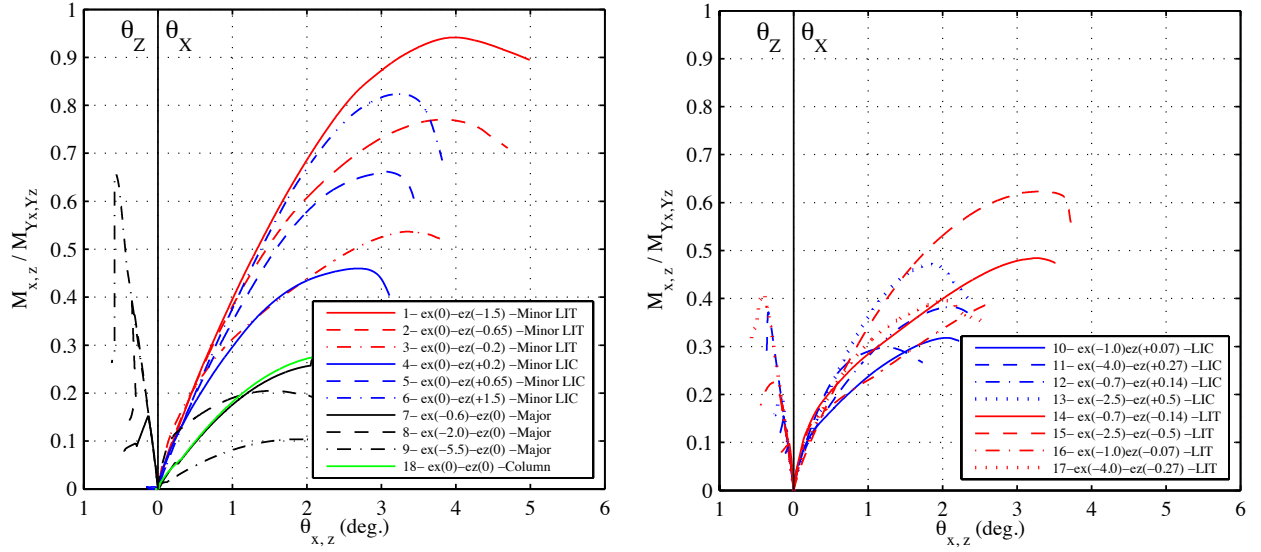 θZ θX
1
0.9
0.8
0.7
0.6
0.5
0.4
0.3
0.2
0.1
0
1 0 1 2 3 4 5 6
Mx, z / MYx,Yz
θx, z (deg.)
1− ex(0)−ez(−1.5) −Minor LIT
2− ex(0)−ez(−0.65) −Minor LIT
3− ex(0)−ez(−0.2) −Minor LIT
4− ex(0)−ez(+0.2) −Minor LIC
5− ex(0)−ez(+0.65) −Minor LIC
6− ex(0)−ez(+1.5) −Minor LIC
7− ex(−0.6)−ez(0) −Major
8− ex(−2.0)−ez(0) −Major
9− ex(−5.5)−ez(0) −Major
18− ex(0)−ez(0) −Column
θZ θX
1
0.9
0.8
0.7
0.6
0.5
0.4
0.3
0.2
0.1
0
1 0 1 2 3 4 5 6
Mx, z / MYx,Yz
θx, z (deg.)
10− ex(−1.0)ez(+0.07) −LIC
11− ex(−4.0)−ez(+0.27) −LIC
12− ex(−0.7)−ez(+0.14) −LIC
13− ex(−2.5)−ez(+0.5) −LIC
14− ex(−0.7)−ez(−0.14) −LIT
15− ex(−2.5)−ez(−0.5) −LIT
16− ex(−1.0)ez(−0.07) −LIT
17−ex(−4.0)−ez(−0.27) −LIT